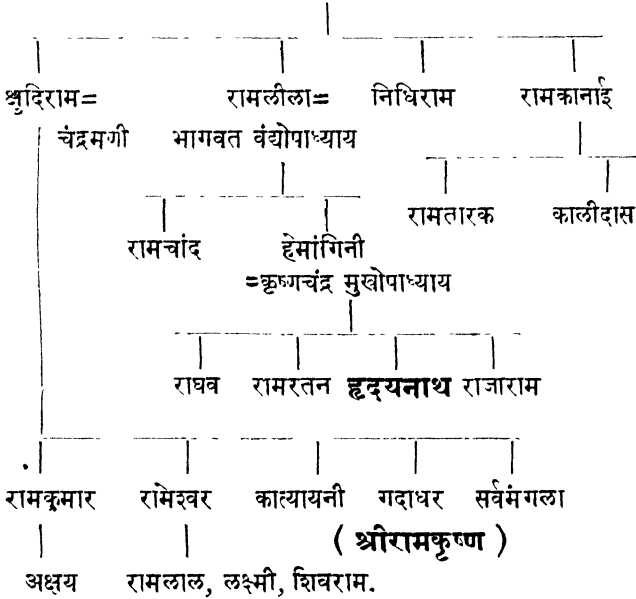 क्षुदिराम= रामलीला= निधिराम रामकानाई
चंद्रमणी भागवत वंद्योपाध्याय
रामतारक कालीदास
रामचांद हेमांगिनी
=कृष्णचंद्र मुखोपाध्याय
राघव रामरतन हृदयनाथ राजाराम
रामकुमार रामेश्वर कात्यायनी गदाधर सर्वमंगला
( श्रीरामकृष्ण )
अक्षय रामलाल, लक्ष्मी, शिवराम.